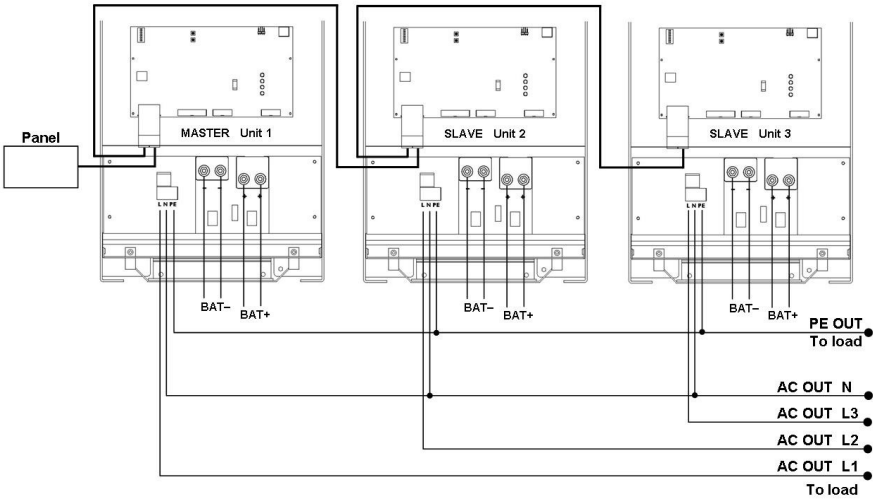 MASTER Unit 1
SLAVE Unit 2
SLAVE Unit 3
Panel
L N PE
L N PE
L N PE
BAT–
BAT+
BAT–
BAT+
BAT–
BAT+
PE OUT
To load
AC OUT N
AC OUT L3
AC OUT L2
AC OUT L1
To load